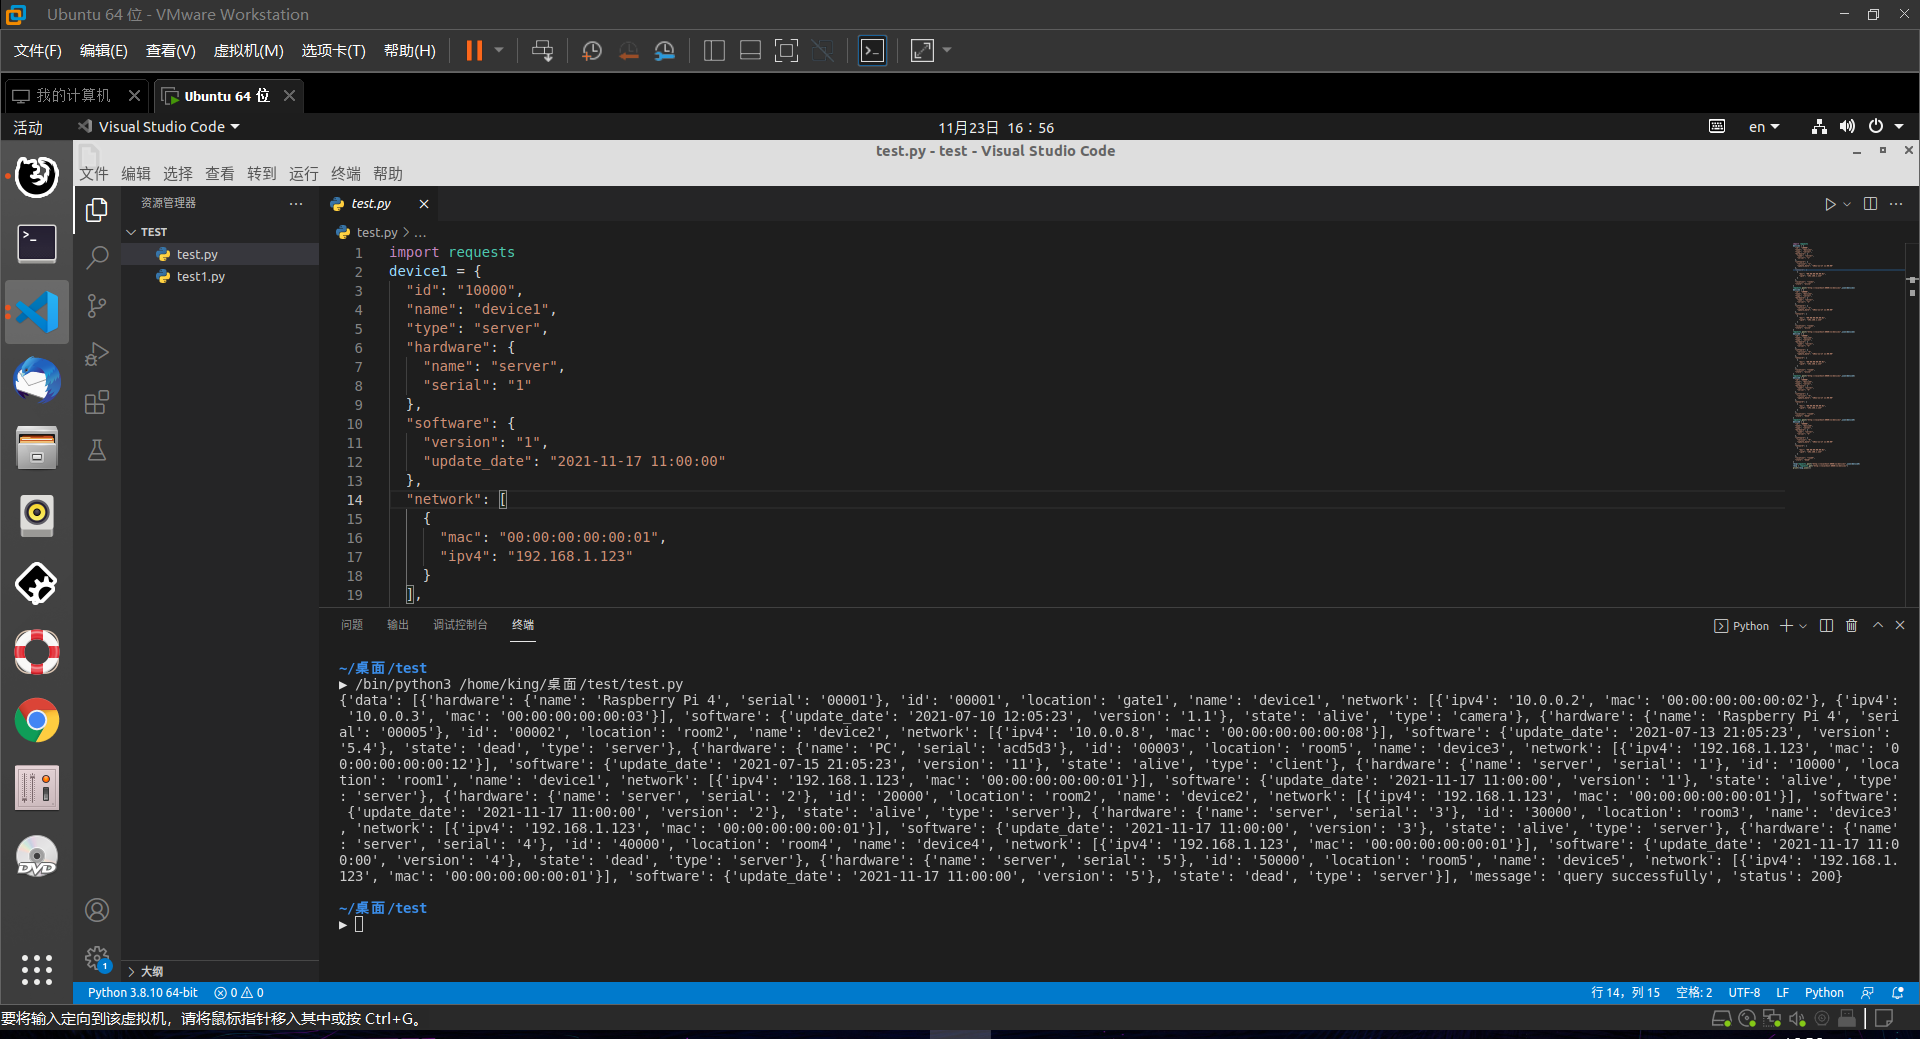 Ubuntu 64 位 - VMware Workstation
文件(F) 编辑(E) 查看(V) 虚拟机(M) 选项卡(T) 帮助(H)
我的计算机 Ubuntu 64 位
活动 Visual Studio Code 11月23日 16：56 en
test.py - test - Visual Studio Code
文件 编辑 选择 查看 转到 运行 终端 帮助
资源管理器 ··· test.py
TEST test.py > ...
test.py
test1.py
1 import requests
2 device1 = {
3 "id": "10000",
4 "name": "device1",
5 "type": "server",
6 "hardware": {
7 "name": "server",
8 "serial": "1"
9 },
10 "software": {
11 "version": "1",
12 "update_date": "2021-11-17 11:00:00"
13 },
14 "network": [
15 {
16 "mac": "00:00:00:00:00:01",
17 "ipv4": "192.168.1.123"
18 }
19 ],
问题 输出 调试控制台 终端 Python
~/桌面/test
▶ /bin/python3 /home/king/桌面/test/test.py
{'data': [{'hardware': {'name': 'Raspberry Pi 4', 'serial': '00001'}, 'id': '00001', 'location': 'gate1', 'name': 'device1', 'network': [{'ipv4': '10.0.0.2', 'mac': '00:00:00:00:00:02'}, {'ipv4':
'10.0.0.3', 'mac': '00:00:00:00:00:03'}], 'software': {'update_date': '2021-07-10 12:05:23', 'version': '1.1'}, 'state': 'alive', 'type': 'camera'}, {'hardware': {'name': 'Raspberry Pi 4', 'seri
al': '00005'}, 'id': '00002', 'location': 'room2', 'name': 'device2', 'network': [{'ipv4': '10.0.0.8', 'mac': '00:00:00:00:00:08'}], 'software': {'update_date': '2021-07-13 21:05:23', 'version':
'5.4'}, 'state': 'dead', 'type': 'server'}, {'hardware': {'name': 'PC', 'serial': 'acd5d3'}, 'id': '00003', 'location': 'room5', 'name': 'device3', 'network': [{'ipv4': '192.168.1.123', 'mac': '0
0:00:00:00:00:12'}], 'software': {'update_date': '2021-07-15 21:05:23', 'version': '11'}, 'state': 'alive', 'type': 'client'}, {'hardware': {'name': 'server', 'serial': '1'}, 'id': '10000', 'loca
tion': 'room1', 'name': 'device1', 'network': [{'ipv4': '192.168.1.123', 'mac': '00:00:00:00:00:01'}], 'software': {'update_date': '2021-11-17 11:00:00', 'version': '1'}, 'state': 'alive', 'type'
: 'server'}, {'hardware': {'name': 'server', 'serial': '2'}, 'id': '20000', 'location': 'room2', 'name': 'device2', 'network': [{'ipv4': '192.168.1.123', 'mac': '00:00:00:00:00:01'}], 'software':
{'update_date': '2021-11-17 11:00:00', 'version': '2'}, 'state': 'alive', 'type': 'server'}, {'hardware': {'name': 'server', 'serial': '3'}, 'id': '30000', 'location': 'room3', 'name': 'device3'
, 'network': [{'ipv4': '192.168.1.123', 'mac': '00:00:00:00:00:01'}], 'software': {'update_date': '2021-11-17 11:00:00', 'version': '3'}, 'state': 'alive', 'type': 'server'}, {'hardware': {'name'
: 'server', 'serial': '4'}, 'id': '40000', 'location': 'room4', 'name': 'device4', 'network': [{'ipv4': '192.168.1.123', 'mac': '00:00:00:00:00:01'}], 'software': {'update_date': '2021-11-17 11:0
0:00', 'version': '4'}, 'state': 'dead', 'type': 'server'}, {'hardware': {'name': 'server', 'serial': '5'}, 'id': '50000', 'location': 'room5', 'name': 'device5', 'network': [{'ipv4': '192.168.1.
123', 'mac': '00:00:00:00:00:01'}], 'software': {'update_date': '2021-11-17 11:00:00', 'version': '5'}, 'state': 'dead', 'type': 'server'}], 'message': 'query successfully', 'status': 200}
~/桌面/test
▶
DVD
1
大纲
Python 3.8.10 64-bit 0 0 行 14，列 15 空格: 2 UTF-8 LF Python
要将输入定向到该虚拟机，请将鼠标指针移入其中或按 Ctrl+G。